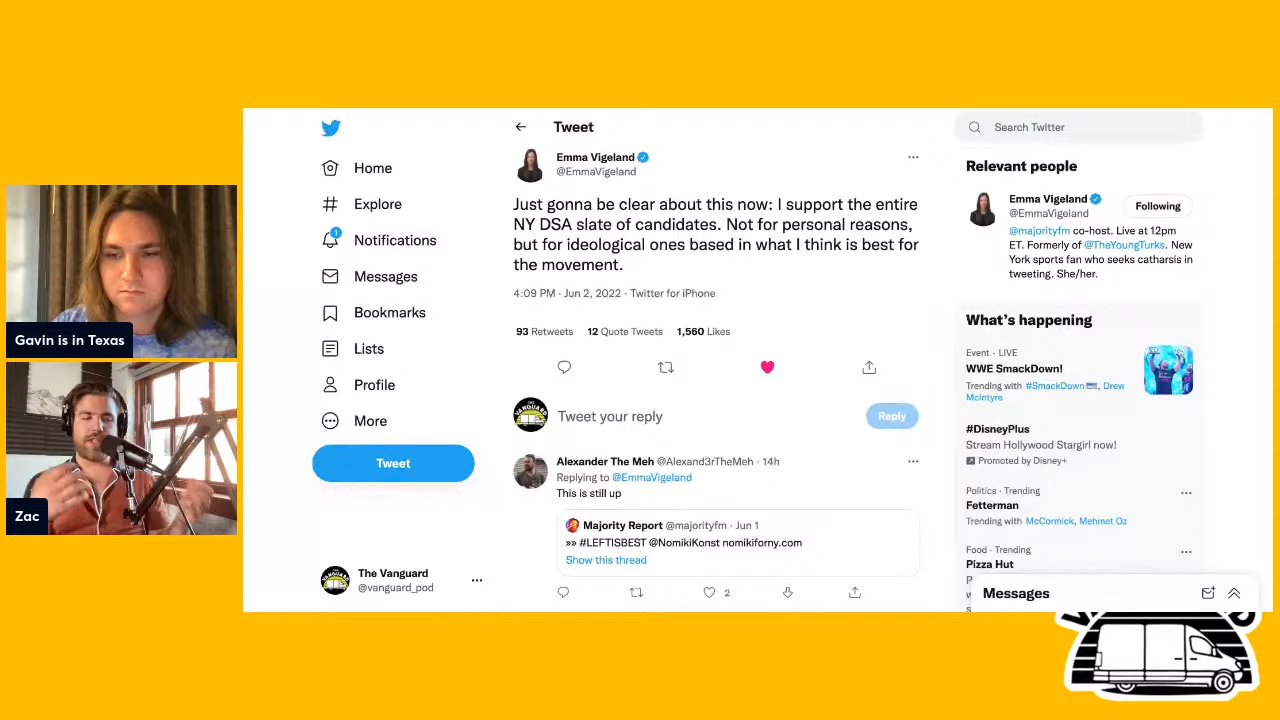 Gavin is in Texas
Zac
Home
Explore
1
Notifications
Messages
Bookmarks
Lists
Profile
More
Tweet
The Vanguard
@vanguard_pod
Tweet
Emma Vigeland
@EmmaVigeland
Just gonna be clear about this now: I support the entire
NY DSA slate of candidates. Not for personal reasons,
but for ideological ones based in what I think is best for
the movement.
4:09 PM · Jun 2, 2022 · Twitter for iPhone
93 Retweets 12 Quote Tweets 1,560 Likes
Tweet your reply
Reply
Alexander The Meh @Alexand3rTheMeh · 14h
Replying to @EmmaVigeland
This is still up
Majority Report @majorityfm · Jun 1
»» #LEFTISBEST @NomikiKonst nomikiforny.com
Show this thread
2
Search Twitter
Relevant people
Emma Vigeland
@EmmaVigeland
Following
@majorityfm co-host. Live at 12pm
ET. Formerly of @TheYoungTurks. New
York sports fan who seeks catharsis in
tweeting. She/her.
What's happening
Event · LIVE
WWE SmackDown!
Trending with #SmackDown, Drew
McIntyre
#DisneyPlus
Stream Hollywood Stargirl now!
Promoted by Disney+
Politics · Trending
Fetterman
Trending with McCormick, Mehmet Oz
Food · Trending
Pizza Hut
Messages